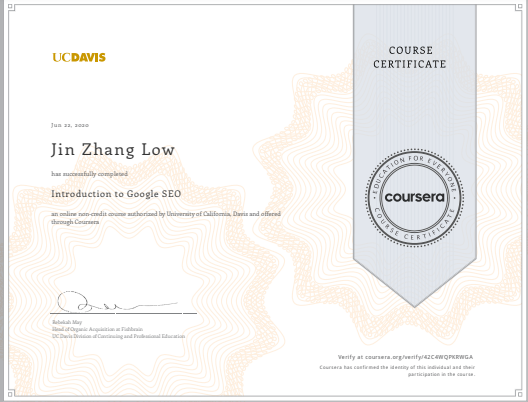 UCDAVIS
COURSE
CERTIFICATE
Jun 22, 2020
Jin Zhang Low
has successfully completed
Introduction to Google SEO
an online non-credit course authorized by University of California, Davis and offered
through Coursera
EDUCATION FOR EVERYONE
coursera
COURSE CERTIFICATE
Rebekah May
Head of Organic Acquisition at Fishbrain
UC Davis Division of Continuing and Professional Education
Verify at coursera.org/verify/42C4WQPKRWGA
Coursera has confirmed the identity of this individual and their
participation in the course.